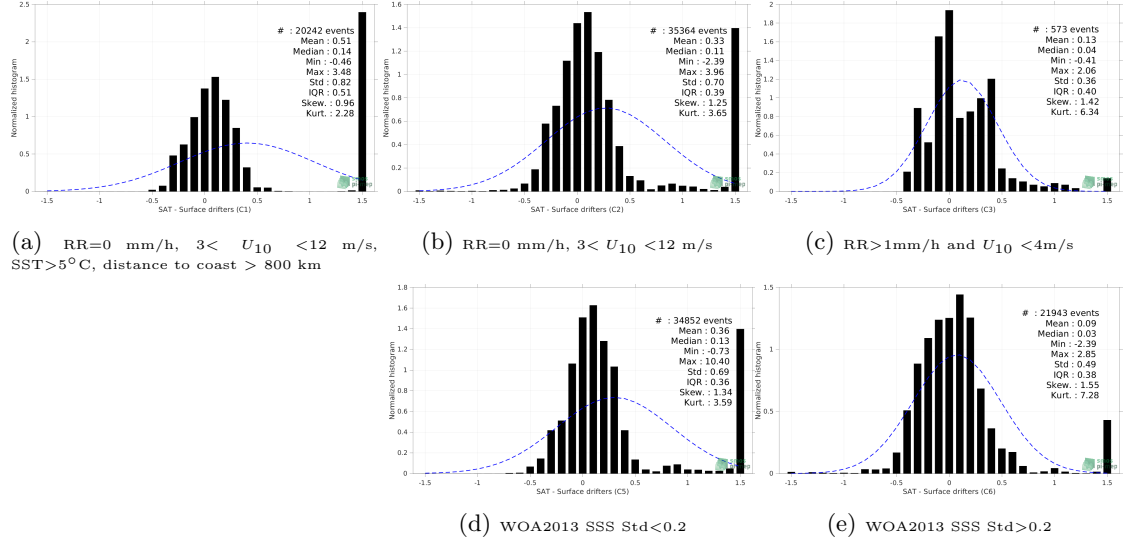 # : 20242 events
Mean : 0.51
Median : 0.14
Min : -0.46
Max : 3.48
Std : 0.82
IQR : 0.51
Skew. : 0.96
Kurt. : 2.28
Normalized histogram
2.5
2
1.5
1
0.5
0
-1.5 -1 -0.5 0 0.5 1 1.5
SAT - Surface drifters (C1)
(a) RR=0 mm/h, 3< U10 <12 m/s,
SST>5°C, distance to coast > 800 km
# : 35364 events
Mean : 0.33
Median : 0.11
Min : -2.39
Max : 3.96
Std : 0.70
IQR : 0.39
Skew. : 1.25
Kurt. : 3.65
Normalized histogram
1.6
1.4
1.2
1
0.8
0.6
0.4
0.2
0
-1.5 -1 -0.5 0 0.5 1 1.5
SAT - Surface drifters (C2)
(b) RR=0 mm/h, 3< U10 <12 m/s
# : 573 events
Mean : 0.13
Median : 0.04
Min : -0.41
Max : 2.06
Std : 0.36
IQR : 0.40
Skew. : 1.42
Kurt. : 6.34
Normalized histogram
2
1.8
1.6
1.4
1.2
1
0.8
0.6
0.4
0.2
0
-1.5 -1 -0.5 0 0.5 1 1.5
SAT - Surface drifters (C3)
(c) RR>1mm/h and U10 <4m/s
# : 34852 events
Mean : 0.36
Median : 0.13
Min : -0.73
Max : 10.40
Std : 0.69
IQR : 0.36
Skew. : 1.34
Kurt. : 3.59
Normalized histogram
1.8
1.6
1.4
1.2
1
0.8
0.6
0.4
0.2
0
-1.5 -1 -0.5 0 0.5 1 1.5
SAT - Surface drifters (C5)
(d) WOA2013 SSS Std<0.2
# : 21943 events
Mean : 0.09
Median : 0.03
Min : -2.39
Max : 2.85
Std : 0.49
IQR : 0.38
Skew. : 1.55
Kurt. : 7.28
Normalized histogram
1.5
1
0.5
0
-1.5 -1 -0.5 0 0.5 1 1.5
SAT - Surface drifters (C6)
(e) WOA2013 SSS Std>0.2